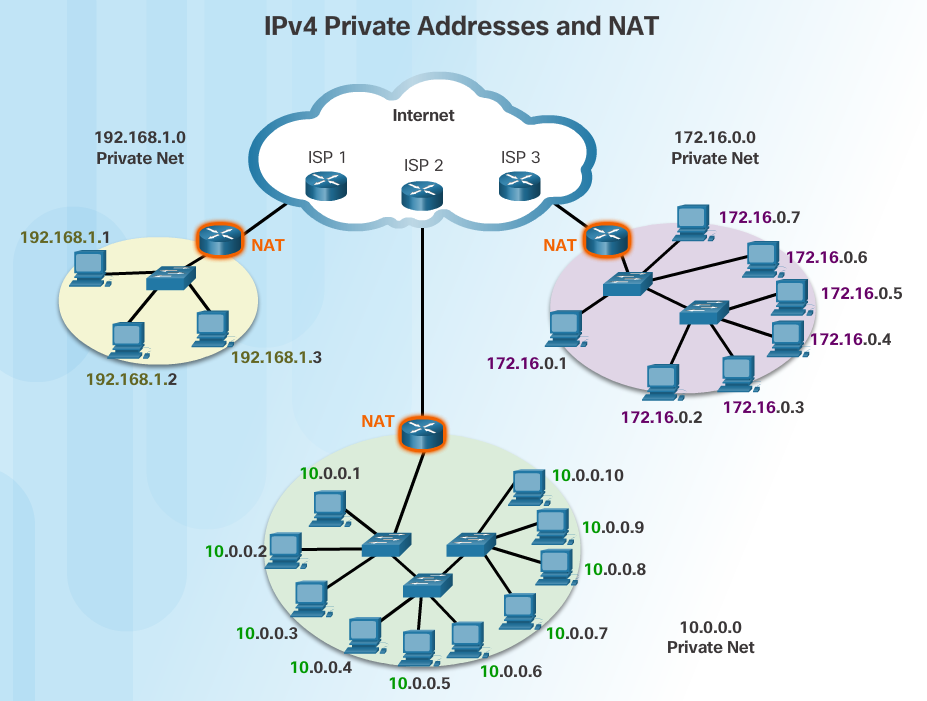 IPv4 Private Addresses and NAT
Internet
192.168.1.0
Private Net
172.16.0.0
Private Net
ISP 1
ISP 2
ISP 3
NAT
192.168.1.1
192.168.1.2
192.168.1.3
NAT
172.16.0.7
172.16.0.6
172.16.0.5
172.16.0.4
172.16.0.3
172.16.0.2
172.16.0.1
NAT
10.0.0.1
10.0.0.2
10.0.0.3
10.0.0.4
10.0.0.5
10.0.0.6
10.0.0.7
10.0.0.8
10.0.0.9
10.0.0.10
10.0.0.0
Private Net